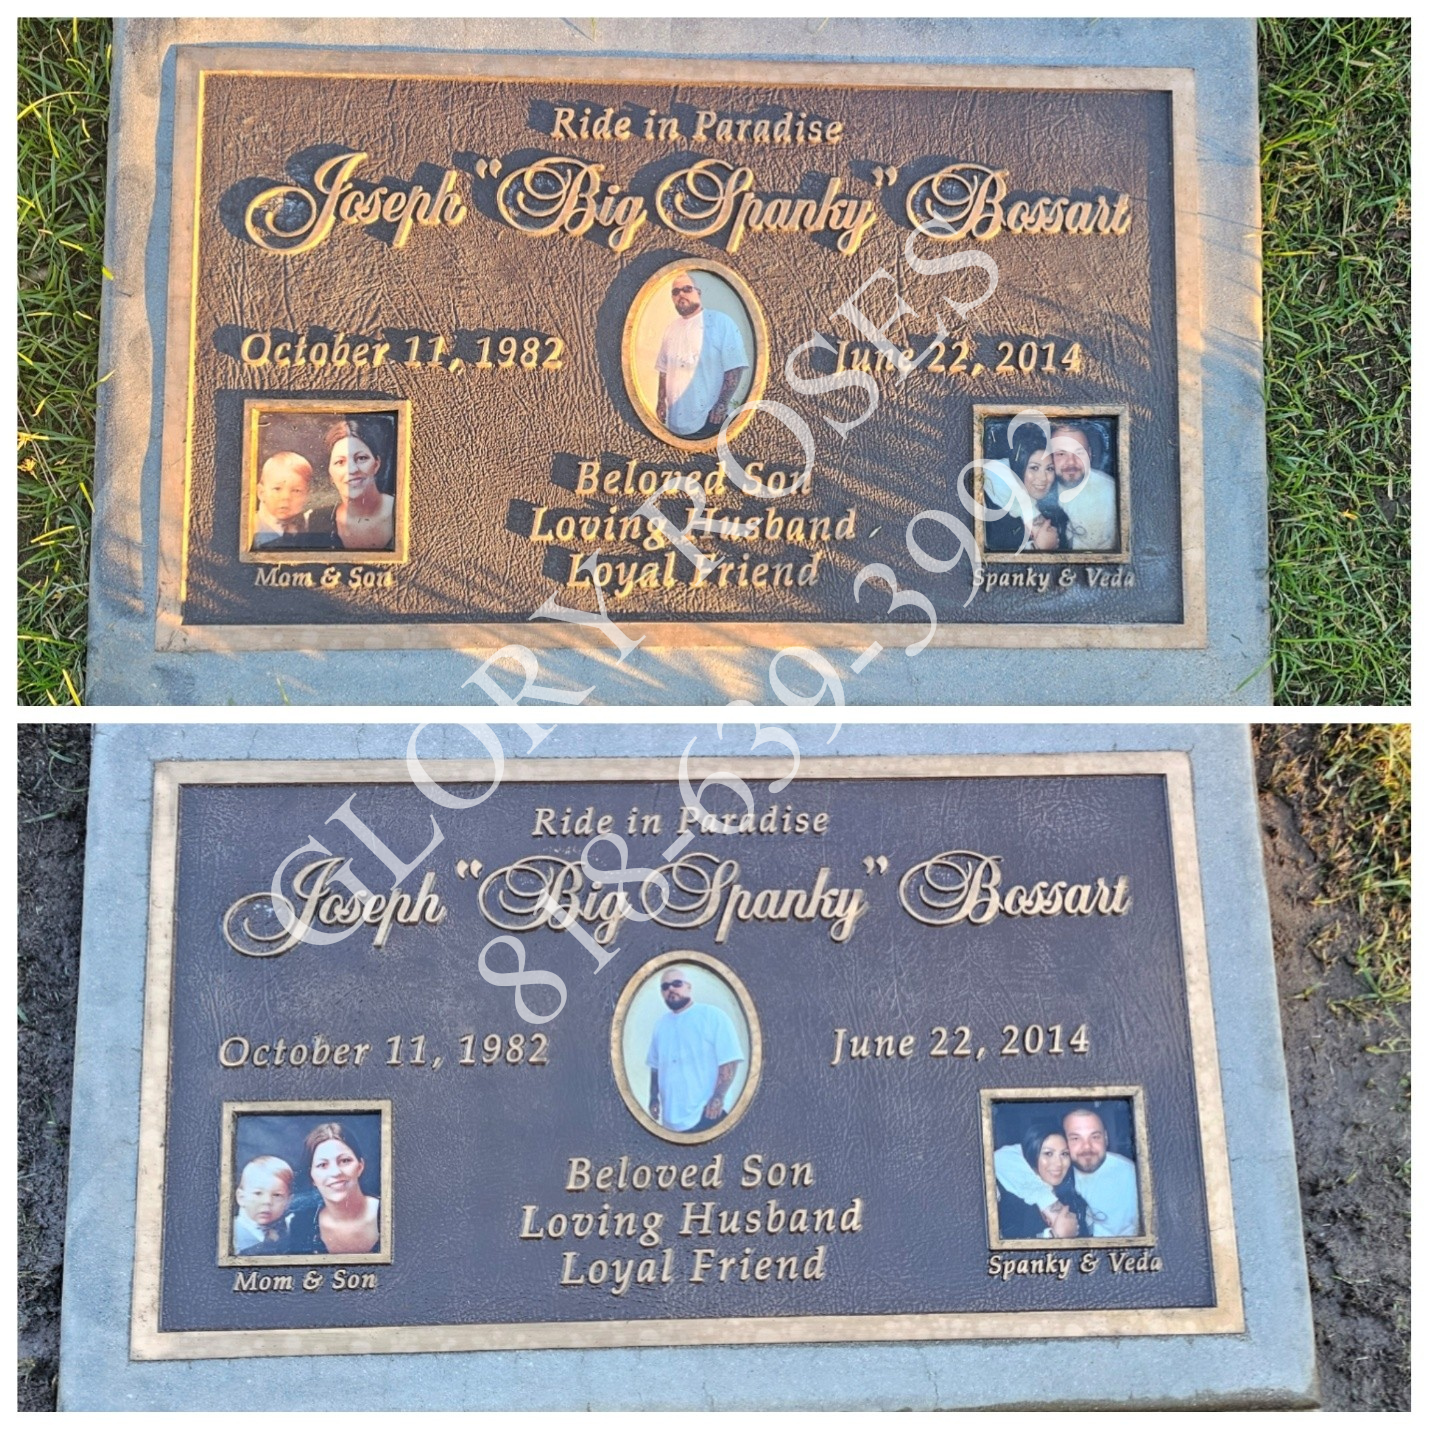 Ride in Paradise
Joseph "Big Spanky" Bossart
October 11, 1982
June 22, 2014
Beloved Son
Loving Husband
Loyal Friend
Mom & Son
Spanky & Veda
GLORY ROSES
818-639-3993
Ride in Paradise
Joseph "Big Spanky" Bossart
October 11, 1982
June 22, 2014
Beloved Son
Loving Husband
Loyal Friend
Mom & Son
Spanky & Veda